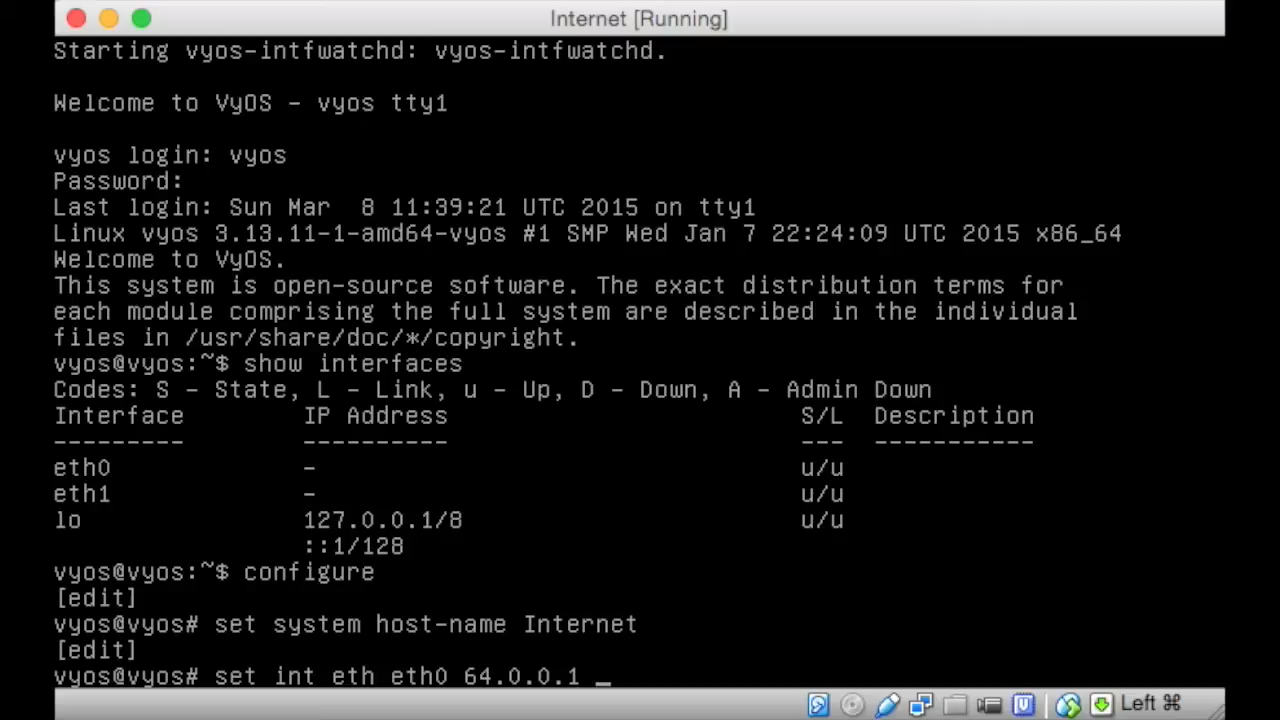 Internet [Running]
Starting vyos-intfwatchd: vyos-intfwatchd.
Welcome to VyOS - vyos tty1
vyos login: vyos
Password:
Last login: Sun Mar  8 11:39:21 UTC 2015 on tty1
Linux vyos 3.13.11-1-amd64-vyos #1 SMP Wed Jan 7 22:24:09 UTC 2015 x86_64
Welcome to VyOS.
This system is open-source software. The exact distribution terms for
each module comprising the full system are described in the individual
files in /usr/share/doc/*/copyright.
vyos@vyos:~$ show interfaces
Codes: S - State, L - Link, u - Up, D - Down, A - Admin Down
Interface        IP Address                        S/L  Description
---------        ----------                        ---  -----------
eth0             -                                 u/u
eth1             -                                 u/u
lo               127.0.0.1/8                       u/u
                 ::1/128
vyos@vyos:~$ configure
[edit]
vyos@vyos# set system host-name Internet
[edit]
vyos@vyos# set int eth eth0 64.0.0.1 _
Left ⌘